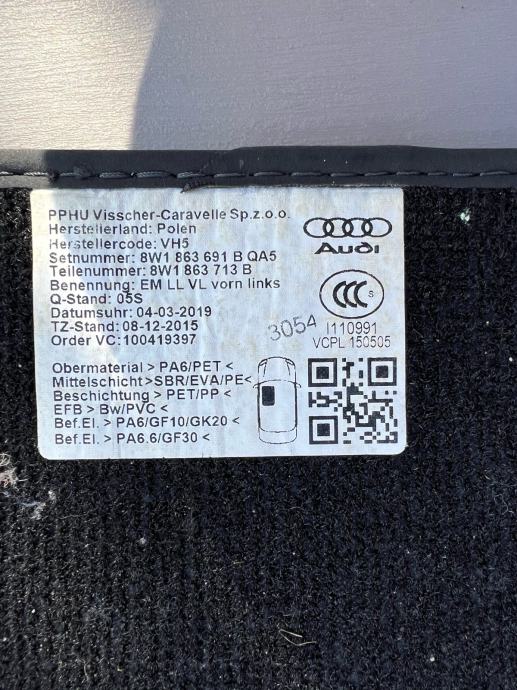 PPHU Visscher-Caravelle Sp.z.o.o.
Herstellerland: Polen
Herstellercode: VH5
Setnummer: 8W1 863 691 B QA5
Teilenummer: 8W1 863 713 B
Benennung: EM LL VL vorn links
Q-Stand: 05S
Datumsuhr: 04-03-2019
TZ-Stand: 08-12-2015
Order VC:100419397
Audi
CCC S
3054
I110991
VCPL 150505
Obermaterial > PA6/PET <
Mittelschicht >SBR/EVA/PE<
Beschichtung > PET/PP <
EFB > Bw/PVC <
Bef.El. > PA6/GF10/GK20 <
Bef.El. > PA6.6/GF30 <